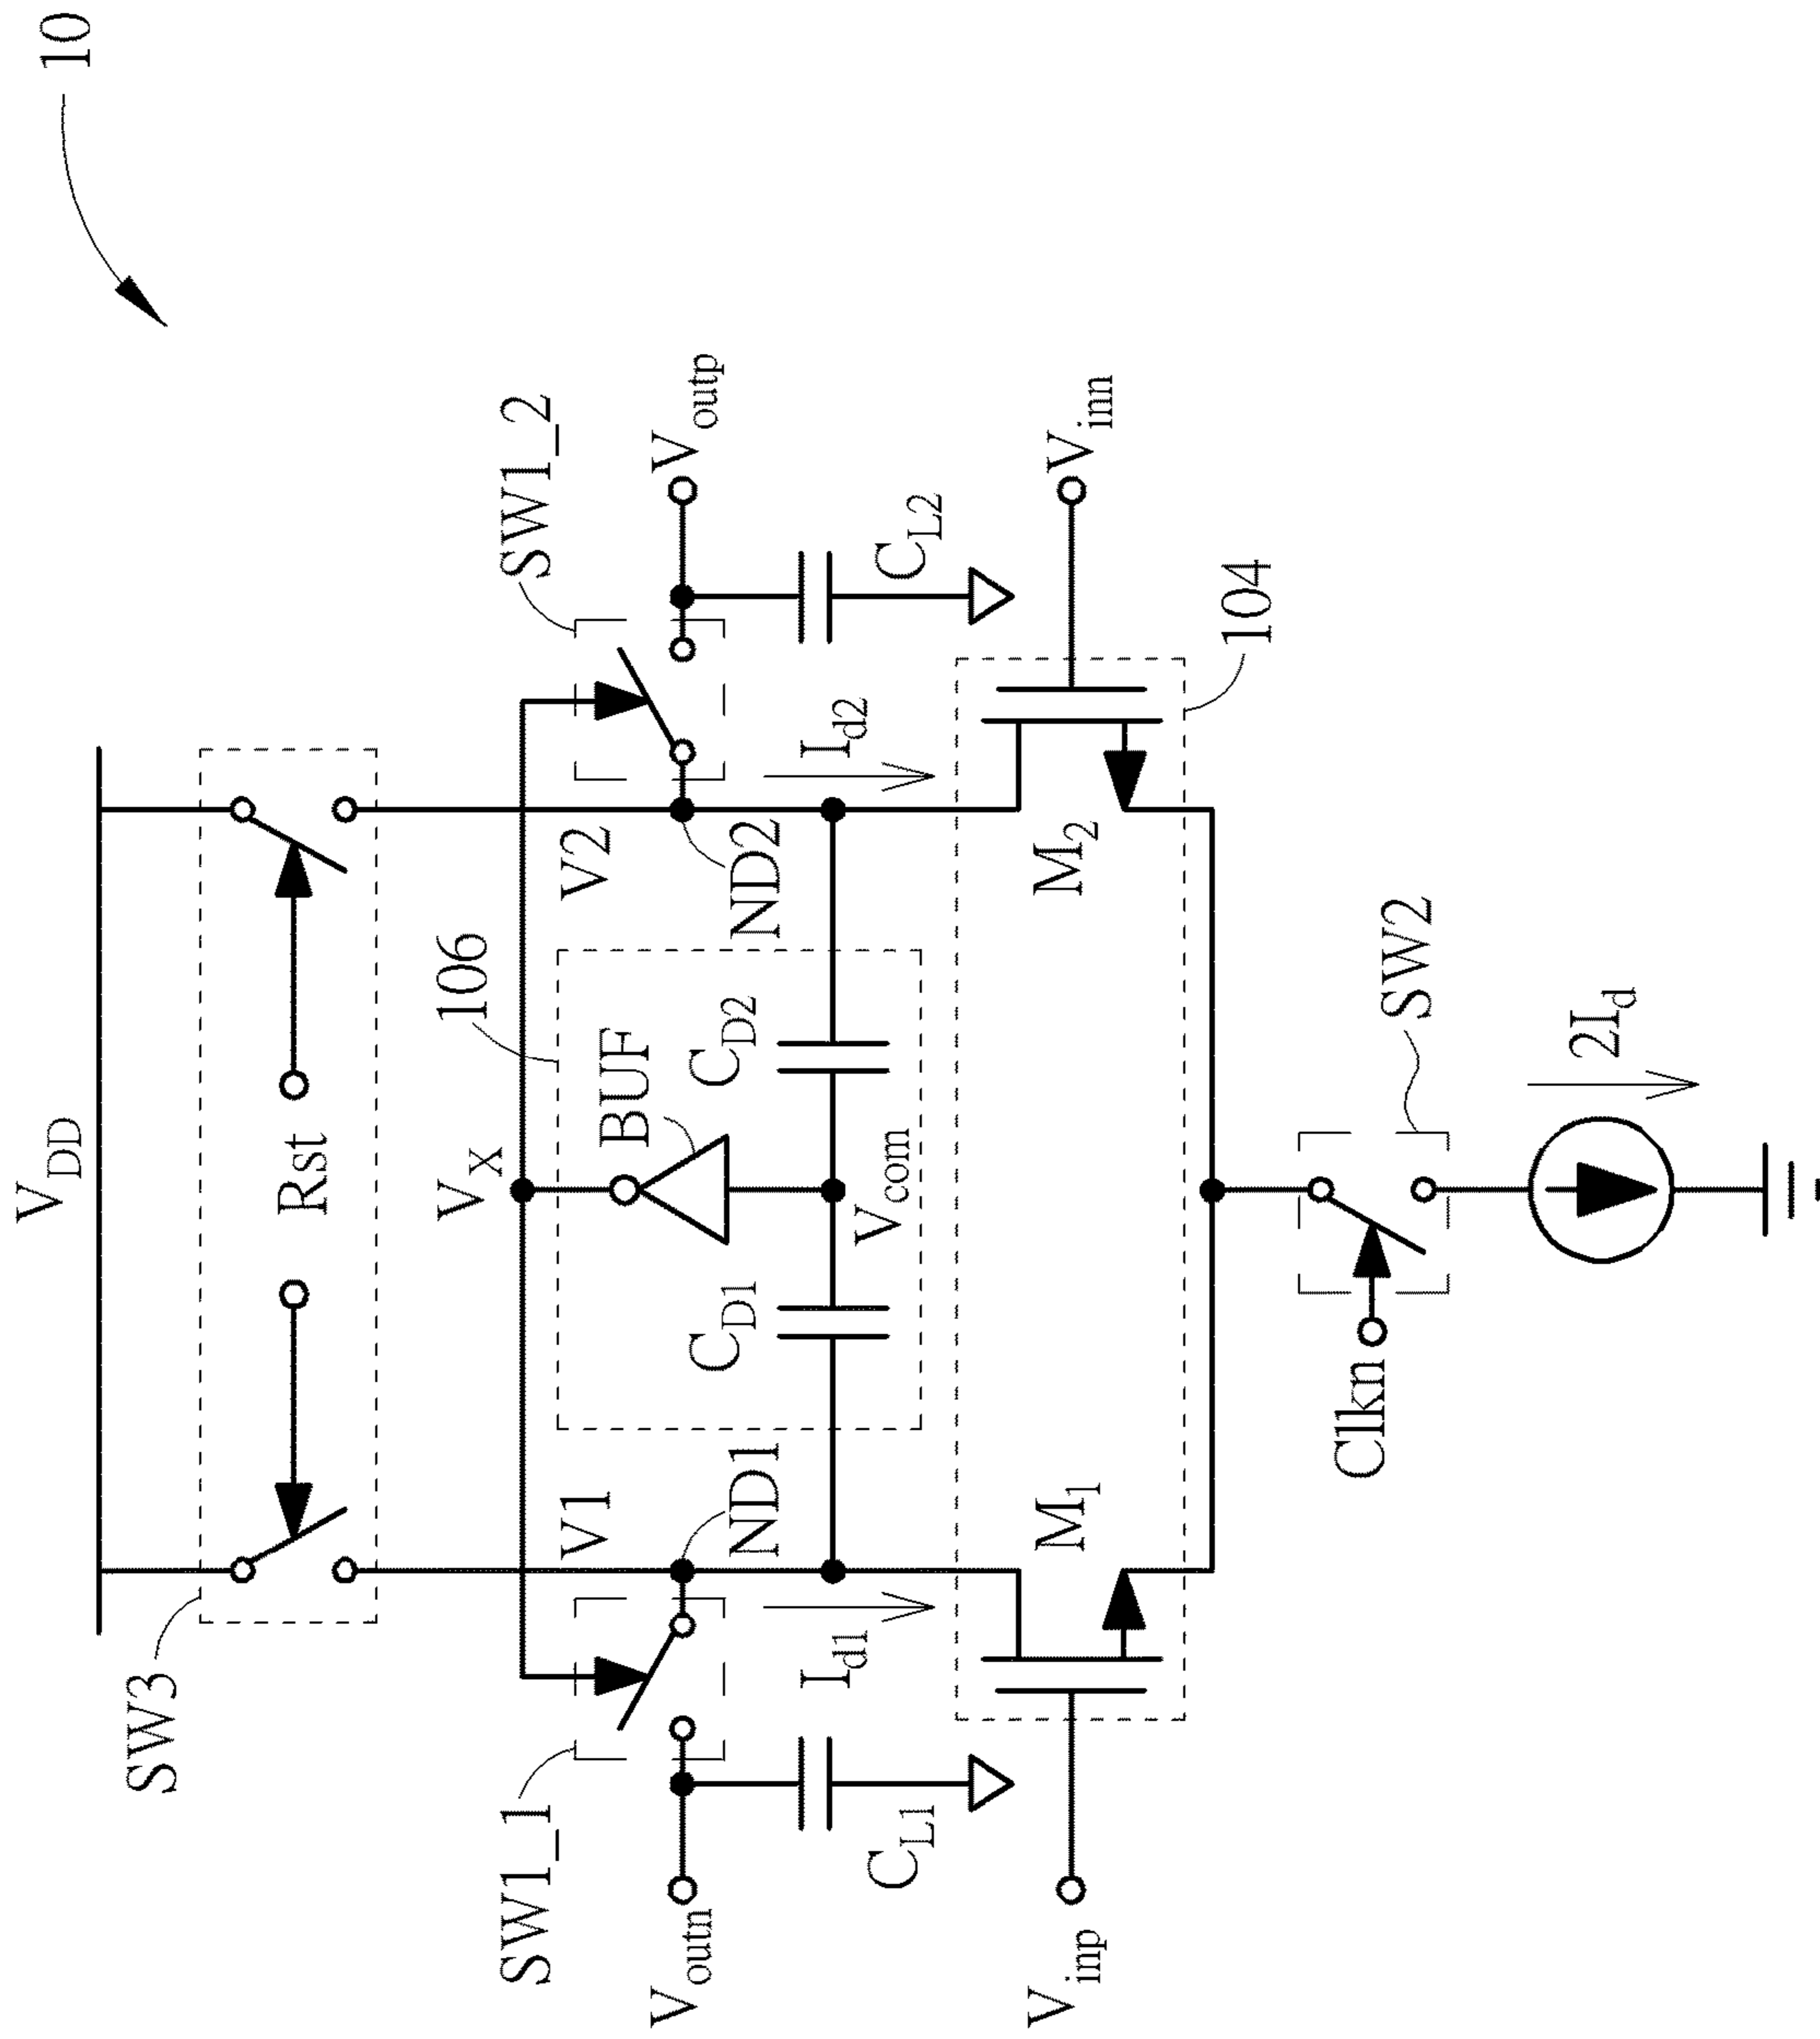 10
V_DD
SW3
Rst
V_X
106
SW1_1
SW1_2
V1
BUF
V2
V_outn
ND1
C_D1
C_D2
ND2
V_outp
C_L1
I_d1
V_com
I_d2
C_L2
V_inp
M_1
M_2
V_inn
104
Clkn
SW2
2I_d